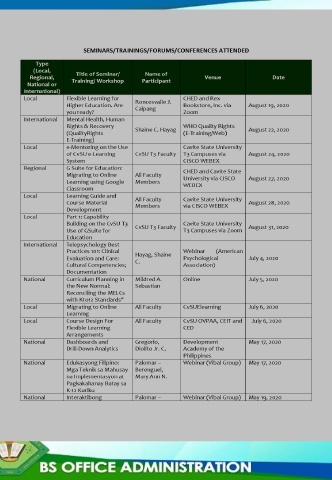 SEMINARS/TRAININGS/FORUMS/CONFERENCES ATTENDED
Type
(Local,
Regional,
National or
International)
Title of Seminar/
Training/ Workshop
Name of
Participant
Venue
Date
Local
Flexible Learning for
Higher Education, Are
you ready?
Roncesvalle J.
Caipang
CHED and Rex
Bookstore, Inc. via
Zoom
August 19, 2020
International
Mental Health, Human
Rights & Recovery
(QualityRights
E-Training)
Shaine C. Hayag
WHO Quality Rights
(E-Training/Web)
August 22, 2020
Local
e-Mentoring on the Use
of CvSU e-Learning
System
CvSU T3 Faculty
Cavite State University
T3 Campuses via
CISCO WEBEX
August 24, 2020
Regional
G Suite for Education:
Migrating to Online
Learning using Google
Classroom
All Faculty
Members
CHED and Cavite State
University via CISCO
WEBEX
August 27, 2020
Local
Learning Guide and
Course Material
Development
All Faculty
Members
Cavite State University
via CISCO WEBEX
August 28, 2020
Local
Part 1: Capability
Building on the CvSU T3
Use of GSuite for
Education
CvSU T3 Faculty
Cavite State University
T3 Campuses via Zoom
August 31, 2020
International
Telepsychology Best
Practices 101: Clinical
Evaluation and Care;
Cultural Competencies;
Documentation
Hayag, Shaine
C.
Webinar (American
Psychological
Association)
July 4, 2020
National
Curriculum Planning in
the New Normal:
Reconciling the MELCs
with Kto12 Standards"
Mildred A.
Sebastian
Online
July 5, 2020
Local
Migrating to Online
Learning
All Faculty
CvSUElearning
July 6, 2020
Local
Course Design For
Flexible Learning
Arrangements
All Faculty
CvSU OVPAA, CEIT and
CED
July 6, 2020
National
Dashboards and
Drill-Down Analytics
Gregorio,
Diolito Jr. C.
Development
Academy of the
Philippines
May 17, 2020
National
Edukasyong Filipino:
Mga Teknik sa Mahusay
na Implementasyon at
Pagkakahanay Batay sa
K-12 Kuriku
Palomar –
Berenguel,
Mary Ann N.
Webinar (Vibal Group)
May 17, 2020
National
Interaktibong
Palomar –
Webinar (Vibal Group)
May 19, 2020
BS OFFICE ADMINISTRATION